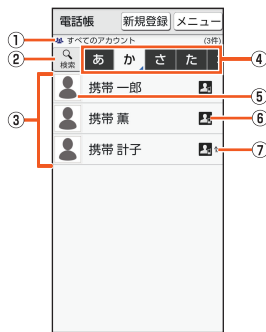 電話帳 新規登録 メニュー
① すべてのアカウント (3件)
② 検索 あ か さ た ④
③
携帯 一郎 ⑤
携帯 薫 ⑥
携帯 計子 ⑦